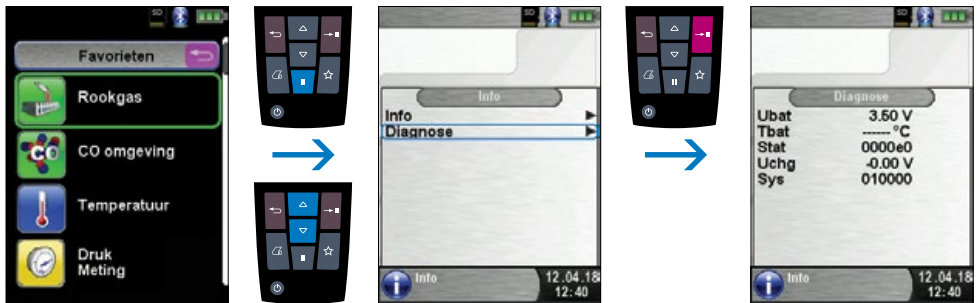 SD
Favorieten
Rookgas
CO
CO omgeving
Temperatuur
Druk
Meting
SD
Info
Info
Diagnose
Info
12.04.18
12:40
SD
Diagnose
Ubat 3.50 V
Tbat ------ °C
Stat 0000e0
Uchg -0.00 V
Sys 010000
Info
12.04.18
12:40